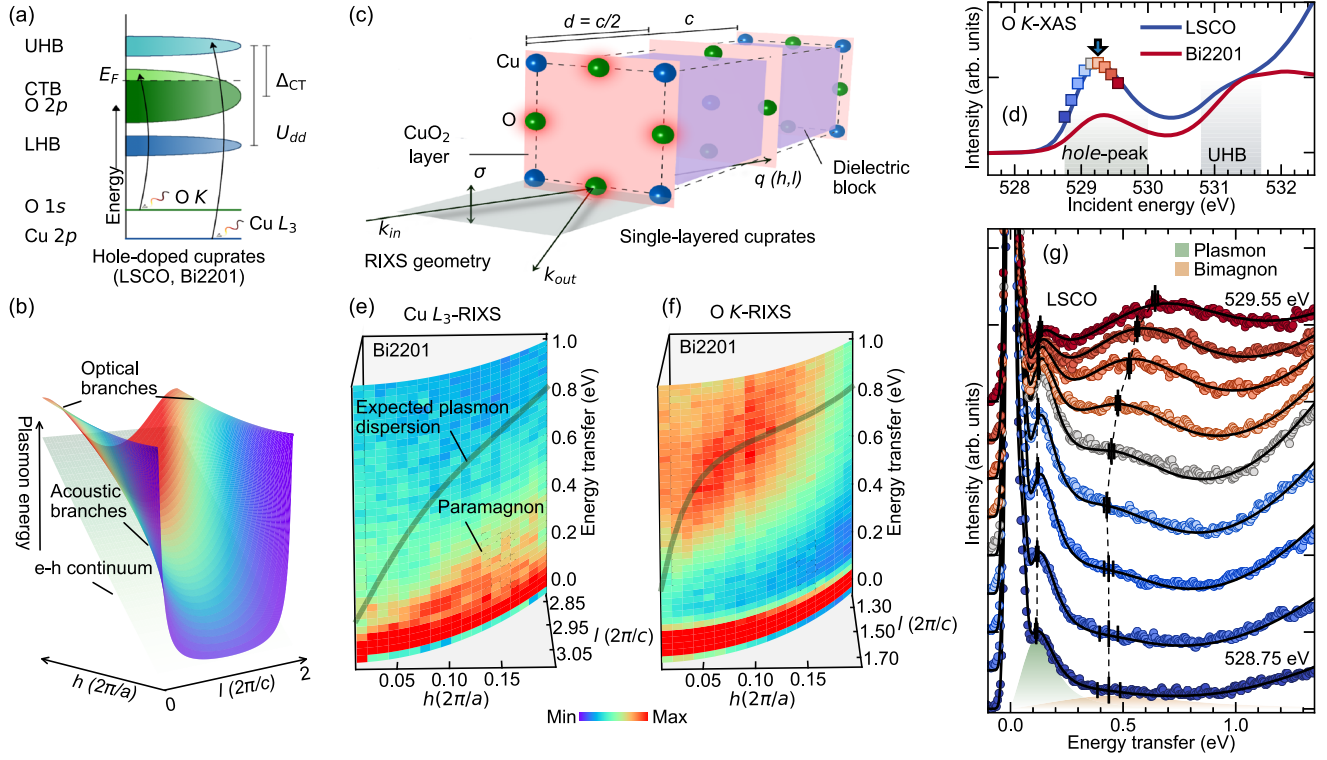 (a)
UHB
E_F
CTB
O 2p
LHB
Δ_CT
U_dd
Energy
O K
Cu L₃
O 1s
Cu 2p
Hole-doped cuprates
(LSCO, Bi2201)
(b)
Optical
branches
Plasmon energy
Acoustic
branches
e-h continuum
h (2π/a)
0
l (2π/c)
2
(c)
d = c/2
c
Cu
O
CuO₂
layer
σ
q (h,l)
Dielectric
block
k_in
k_out
RIXS geometry
Single-layered cuprates
(d)
O K-XAS
LSCO
Bi2201
Intensity (arb. units)
hole-peak
UHB
528
529
530
531
532
Incident energy (eV)
(e)
Cu L₃-RIXS
Bi2201
Expected plasmon
dispersion
Paramagnon
1.0
0.8
0.6
0.4
0.2
0.0
Energy transfer (eV)
2.85
2.95
3.05
l (2π/c)
0.05
0.10
0.15
h(2π/a)
(f)
O K-RIXS
Bi2201
1.0
0.8
0.6
0.4
0.2
0.0
Energy transfer (eV)
1.30
1.50
1.70
l (2π/c)
0.05
0.10
0.15
h(2π/a)
Min
Max
(g)
Plasmon
Bimagnon
LSCO
529.55 eV
528.75 eV
Intensity (arb. units)
0.0
0.5
1.0
Energy transfer (eV)